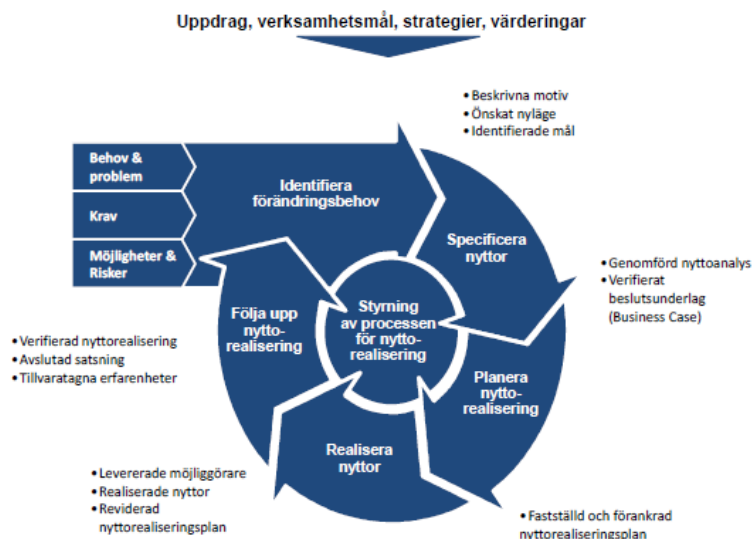 Uppdrag, verksamhetsmål, strategier, värderingar
• Beskrivna motiv
• Önskat nyläge
• Identifierade mål
Behov &
problem
Krav
Möjligheter &
Risker
Identifiera
förändringsbehov
Specificera
nyttor
• Genomförd nyttoanalys
• Verifierat
beslutsunderlag
(Business Case)
Planera
nytto-
realisering
• Fastställd och förankrad
nyttorealiseringsplan
Realisera
nyttor
• Levererade möjliggörare
• Realiserade nyttor
• Reviderad
nyttorealiseringsplan
Följa upp
nytto-
realisering
• Verifierad nyttorealisering
• Avslutad satsning
• Tillvaratagna erfarenheter
Styrning
av processen
för nytto-
realisering